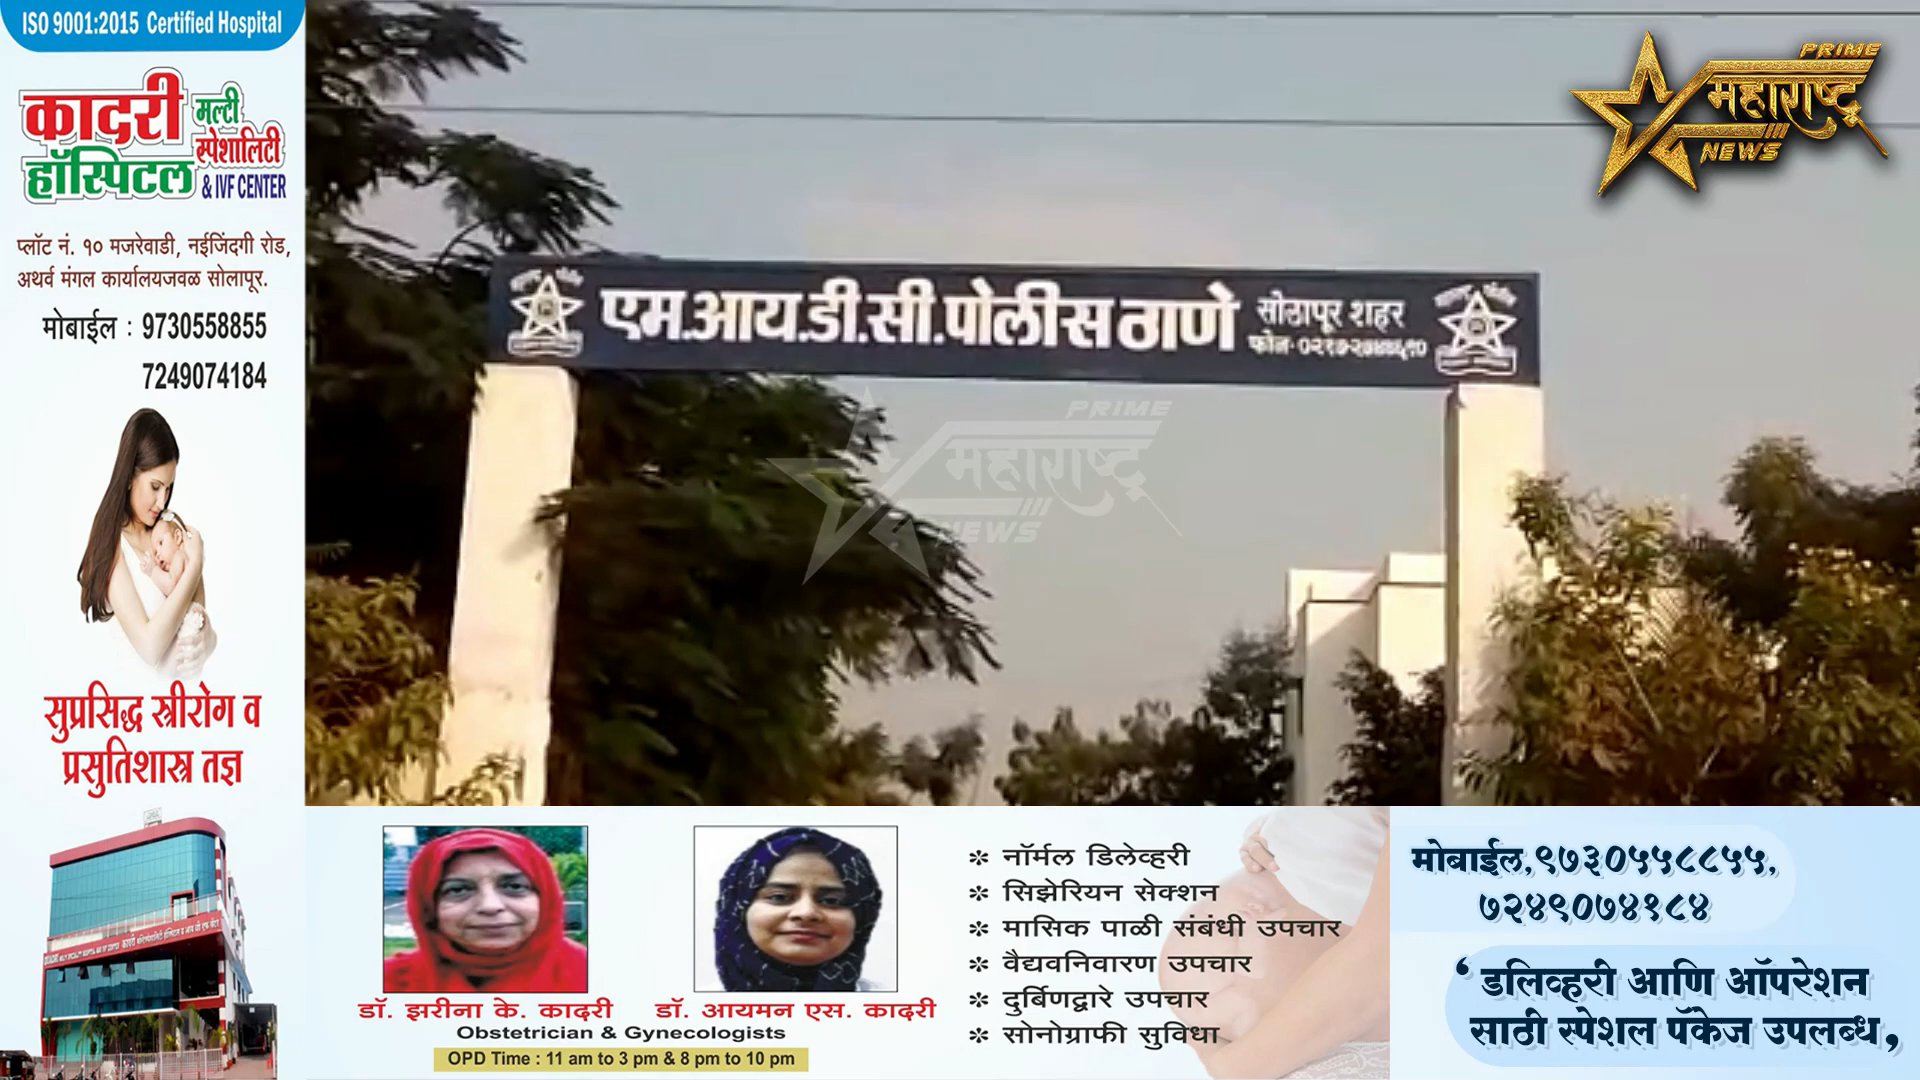 ISO 9001:2015 Certified Hospital
कादरी मल्टी
हॉस्पिटल स्पेशालिटी
& IVF CENTER
प्लॉट नं. १० मजरेवाडी, नईजिंदगी रोड,
अथर्व मंगल कार्यालयजवळ सोलापूर.
मोबाईल : 9730558855
7249074184
सुप्रसिद्ध स्त्रीरोग व
प्रसुतिशास्त्र तज्ञ
PRIME
महाराष्ट्र
NEWS
एम.आय.डी.सी.पोलीस ठाणे
सोलापूर शहर
PRIME
महाराष्ट्र
NEWS
डॉ. झरीना के. कादरी
डॉ. आयमन एस. कादरी
Obstetrician & Gynecologists
OPD Time : 11 am to 3 pm & 8 pm to 10 pm
* नॉर्मल डिलेव्हरी
* सिझेरियन सेक्शन
* मासिक पाळी संबंधी उपचार
* वैद्यवनिवारण उपचार
* दुर्बिणद्वारे उपचार
* सोनोग्राफी सुविधा
मोबाईल,९७३०५५८८५५,
७२४९०७४१८४
‘ डलिव्हरी आणि ऑपरेशन
साठी स्पेशल पॅकेज उपलब्ध,